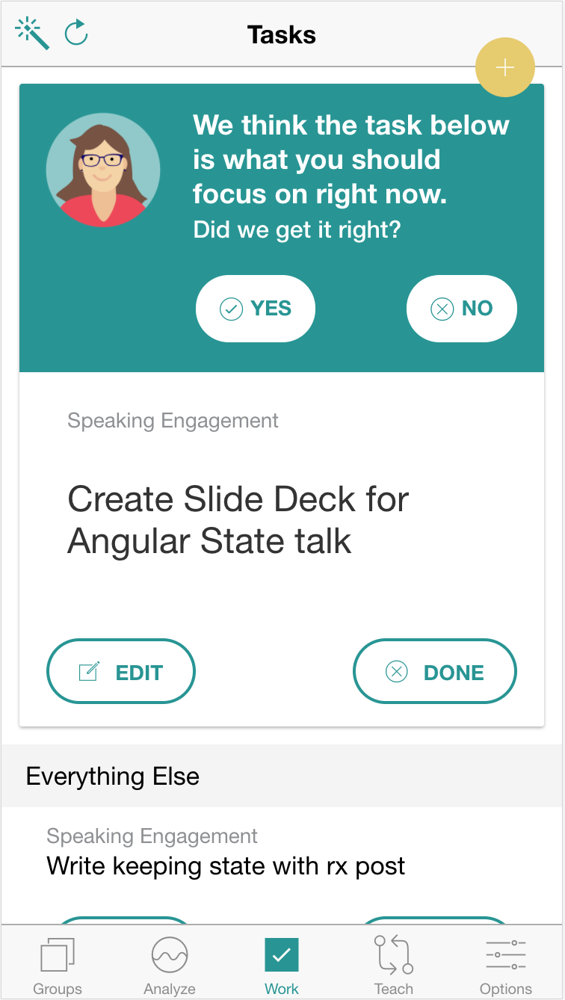 Tasks
We think the task below
is what you should
focus on right now.
Did we get it right?
YES
NO
Speaking Engagement
Create Slide Deck for
Angular State talk
EDIT
DONE
Everything Else
Speaking Engagement
Write keeping state with rx post
Groups
Analyze
Work
Teach
Options